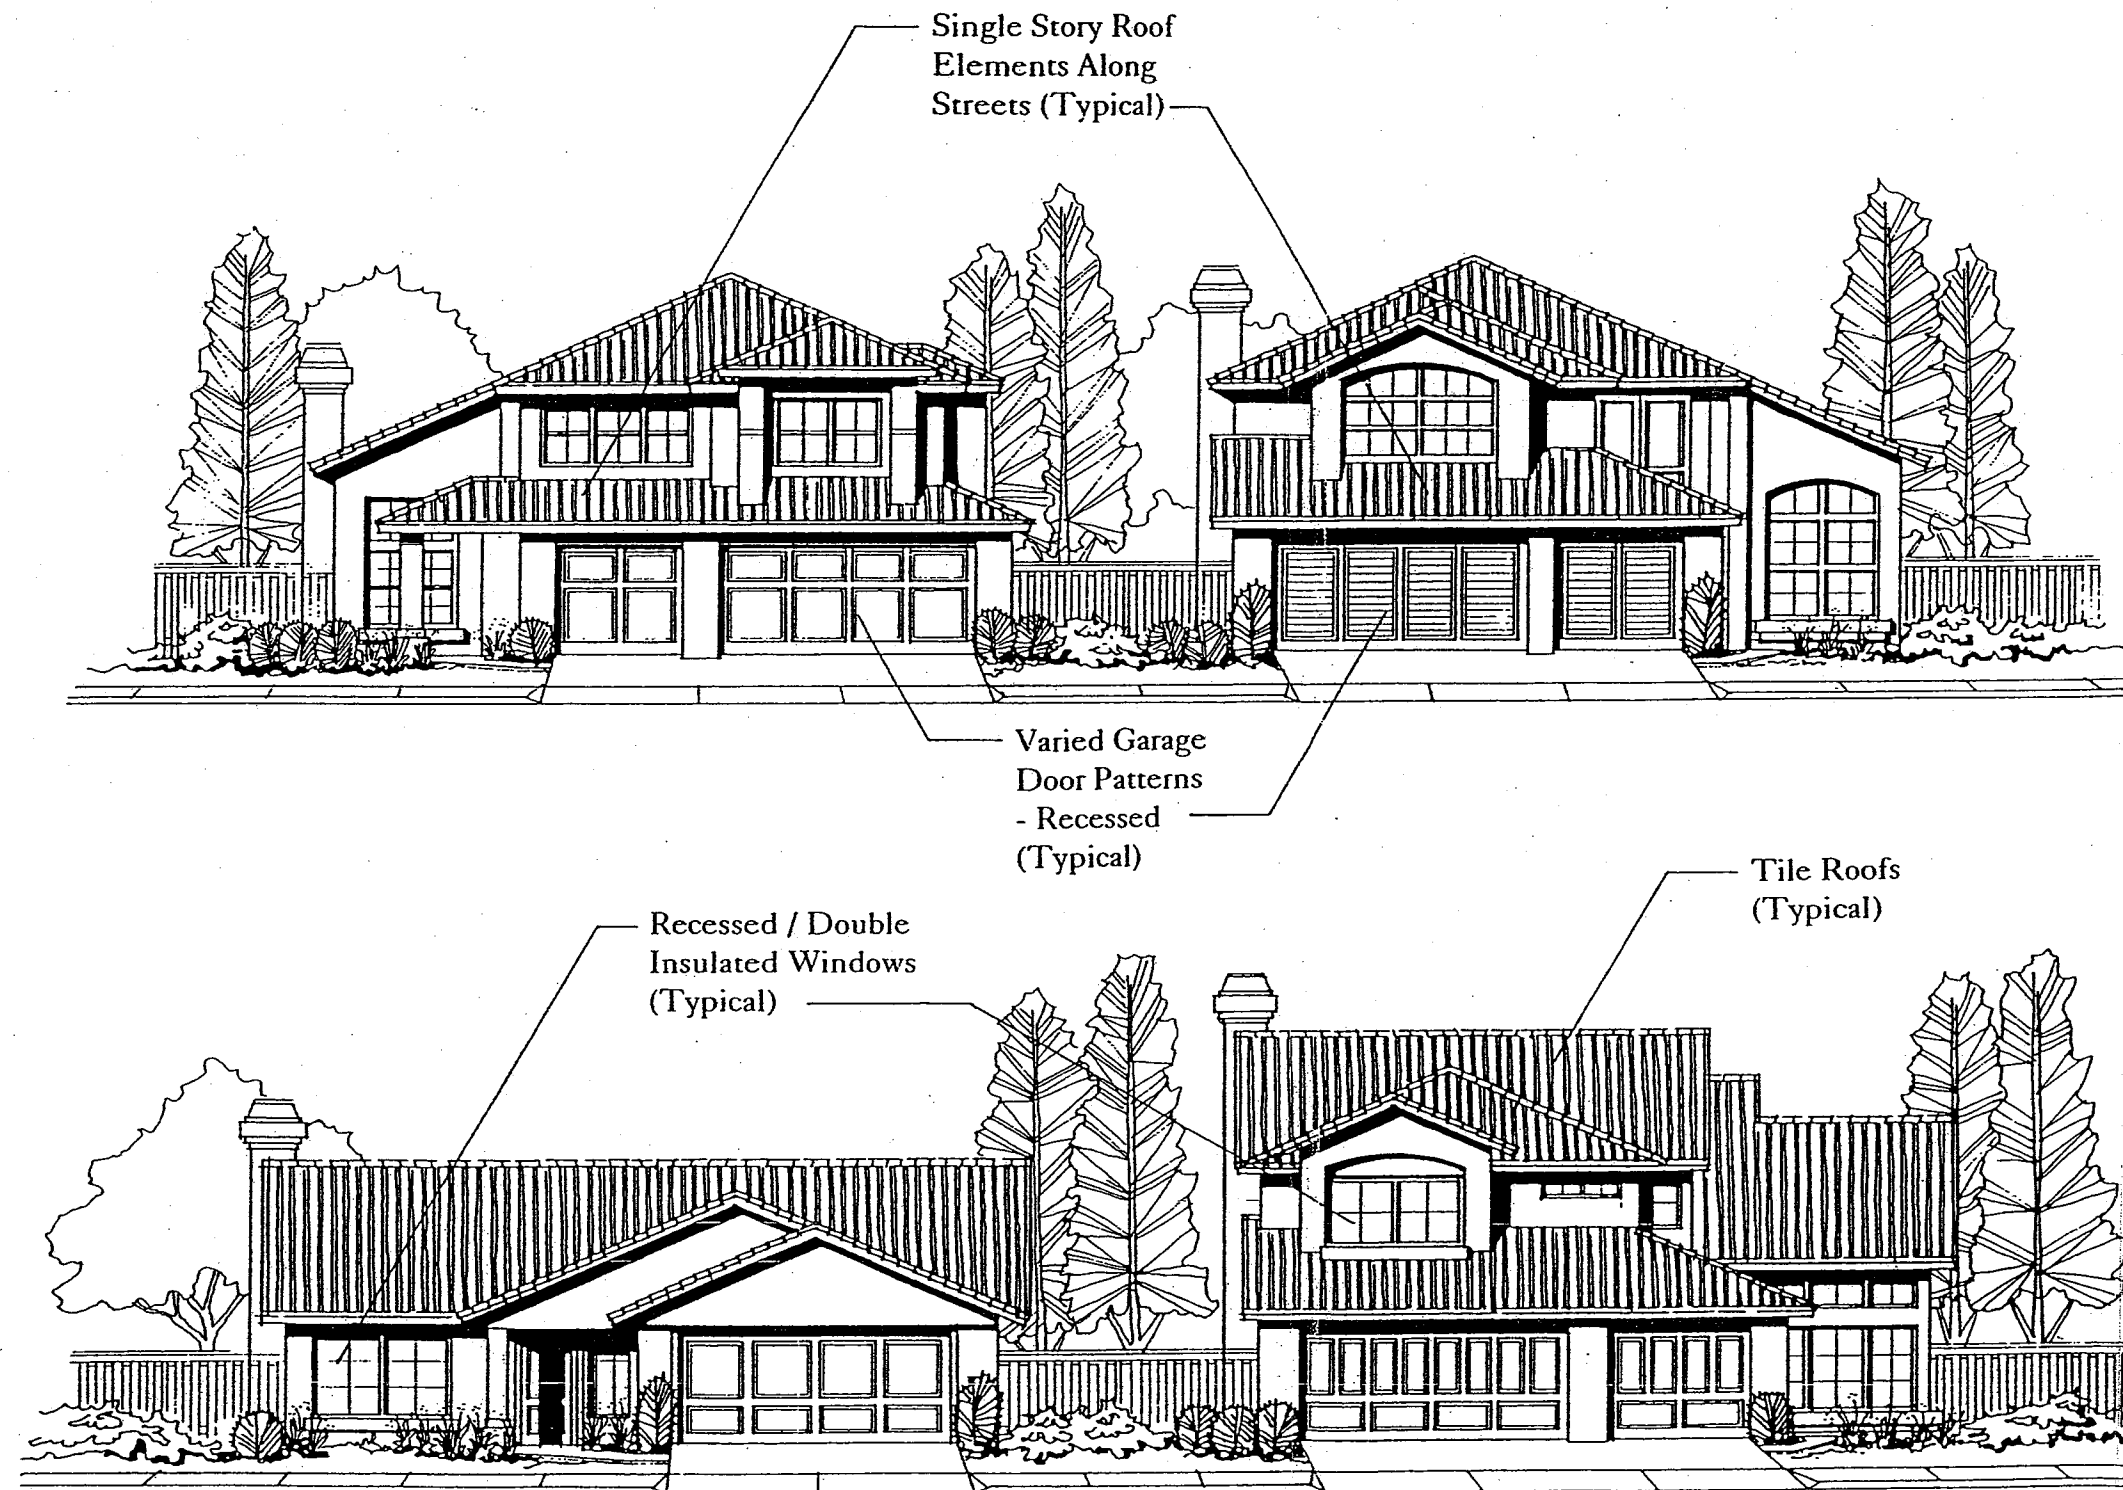 Single Story Roof
Elements Along
Streets (Typical)
Varied Garage
Door Patterns
- Recessed
(Typical)
Tile Roofs
(Typical)
Recessed / Double
Insulated Windows
(Typical)